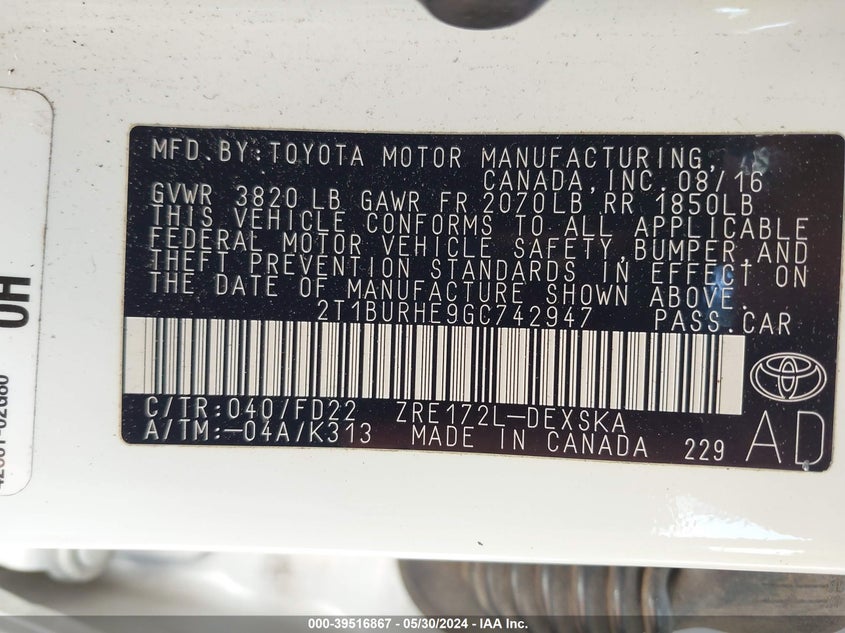 MFD.BY:TOYOTA MOTOR MANUFACTURING,
CANADA,INC.08/16
GVWR 3820 LB GAWR FR 2070LB RR 1850LB
THIS VEHICLE CONFORMS TO ALL APPLICABLE
FEDERAL MOTOR VEHICLE SAFETY,BUMPER,AND
THEFT PREVENTION STANDARDS IN EFFECT ON
THE DATE OF MANUFACTURE SHOWN ABOVE.
2T1BURHE9GC742947 PASS.CAR
C/TR:040/FD22 ZRE172L-DEXSKA
A/TM:-04A/K313 MADE IN CANADA 229
AD
UH
000-39516867 - 05/30/2024 - IAA Inc.